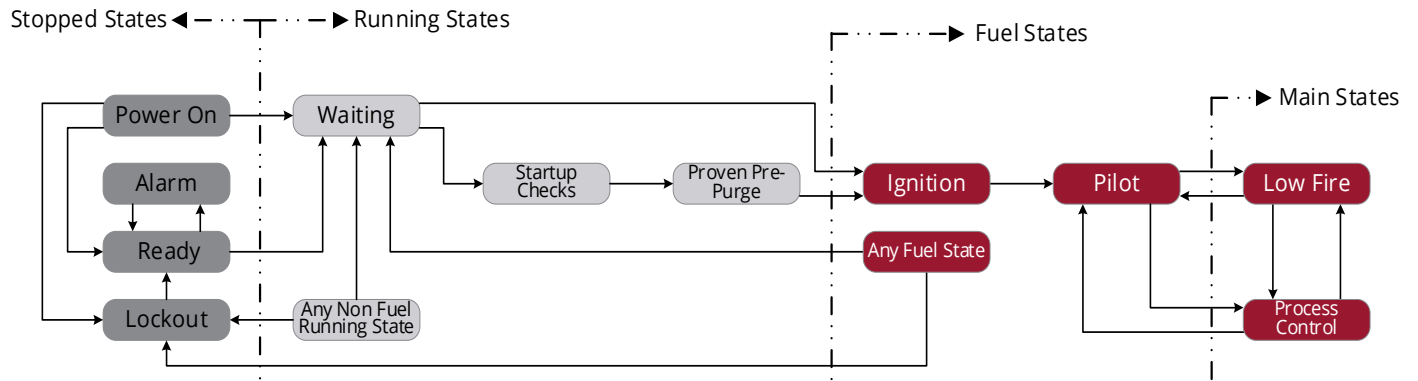 Stopped States
Running States
Fuel States
Main States
Power On
Waiting
Alarm
Startup
Checks
Proven Pre-
Purge
Ignition
Pilot
Low Fire
Ready
Any Fuel State
Lockout
Any Non Fuel
Running State
Process
Control